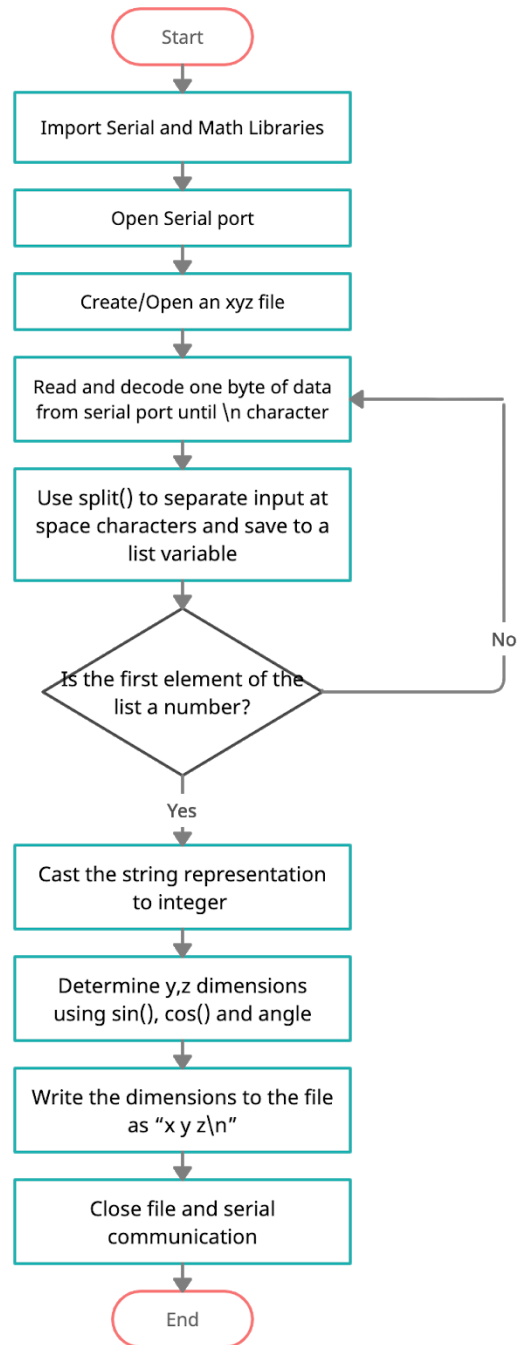 Start
Import Serial and Math Libraries
Open Serial port
Create/Open an xyz file
Read and decode one byte of data
from serial port until \n character
Use split() to separate input at
space characters and save to a
list variable
Is the first element of the
list a number?
No
Yes
Cast the string representation
to integer
Determine y,z dimensions
using sin(), cos() and angle
Write the dimensions to the file
as “x y z\n”
Close file and serial
communication
End